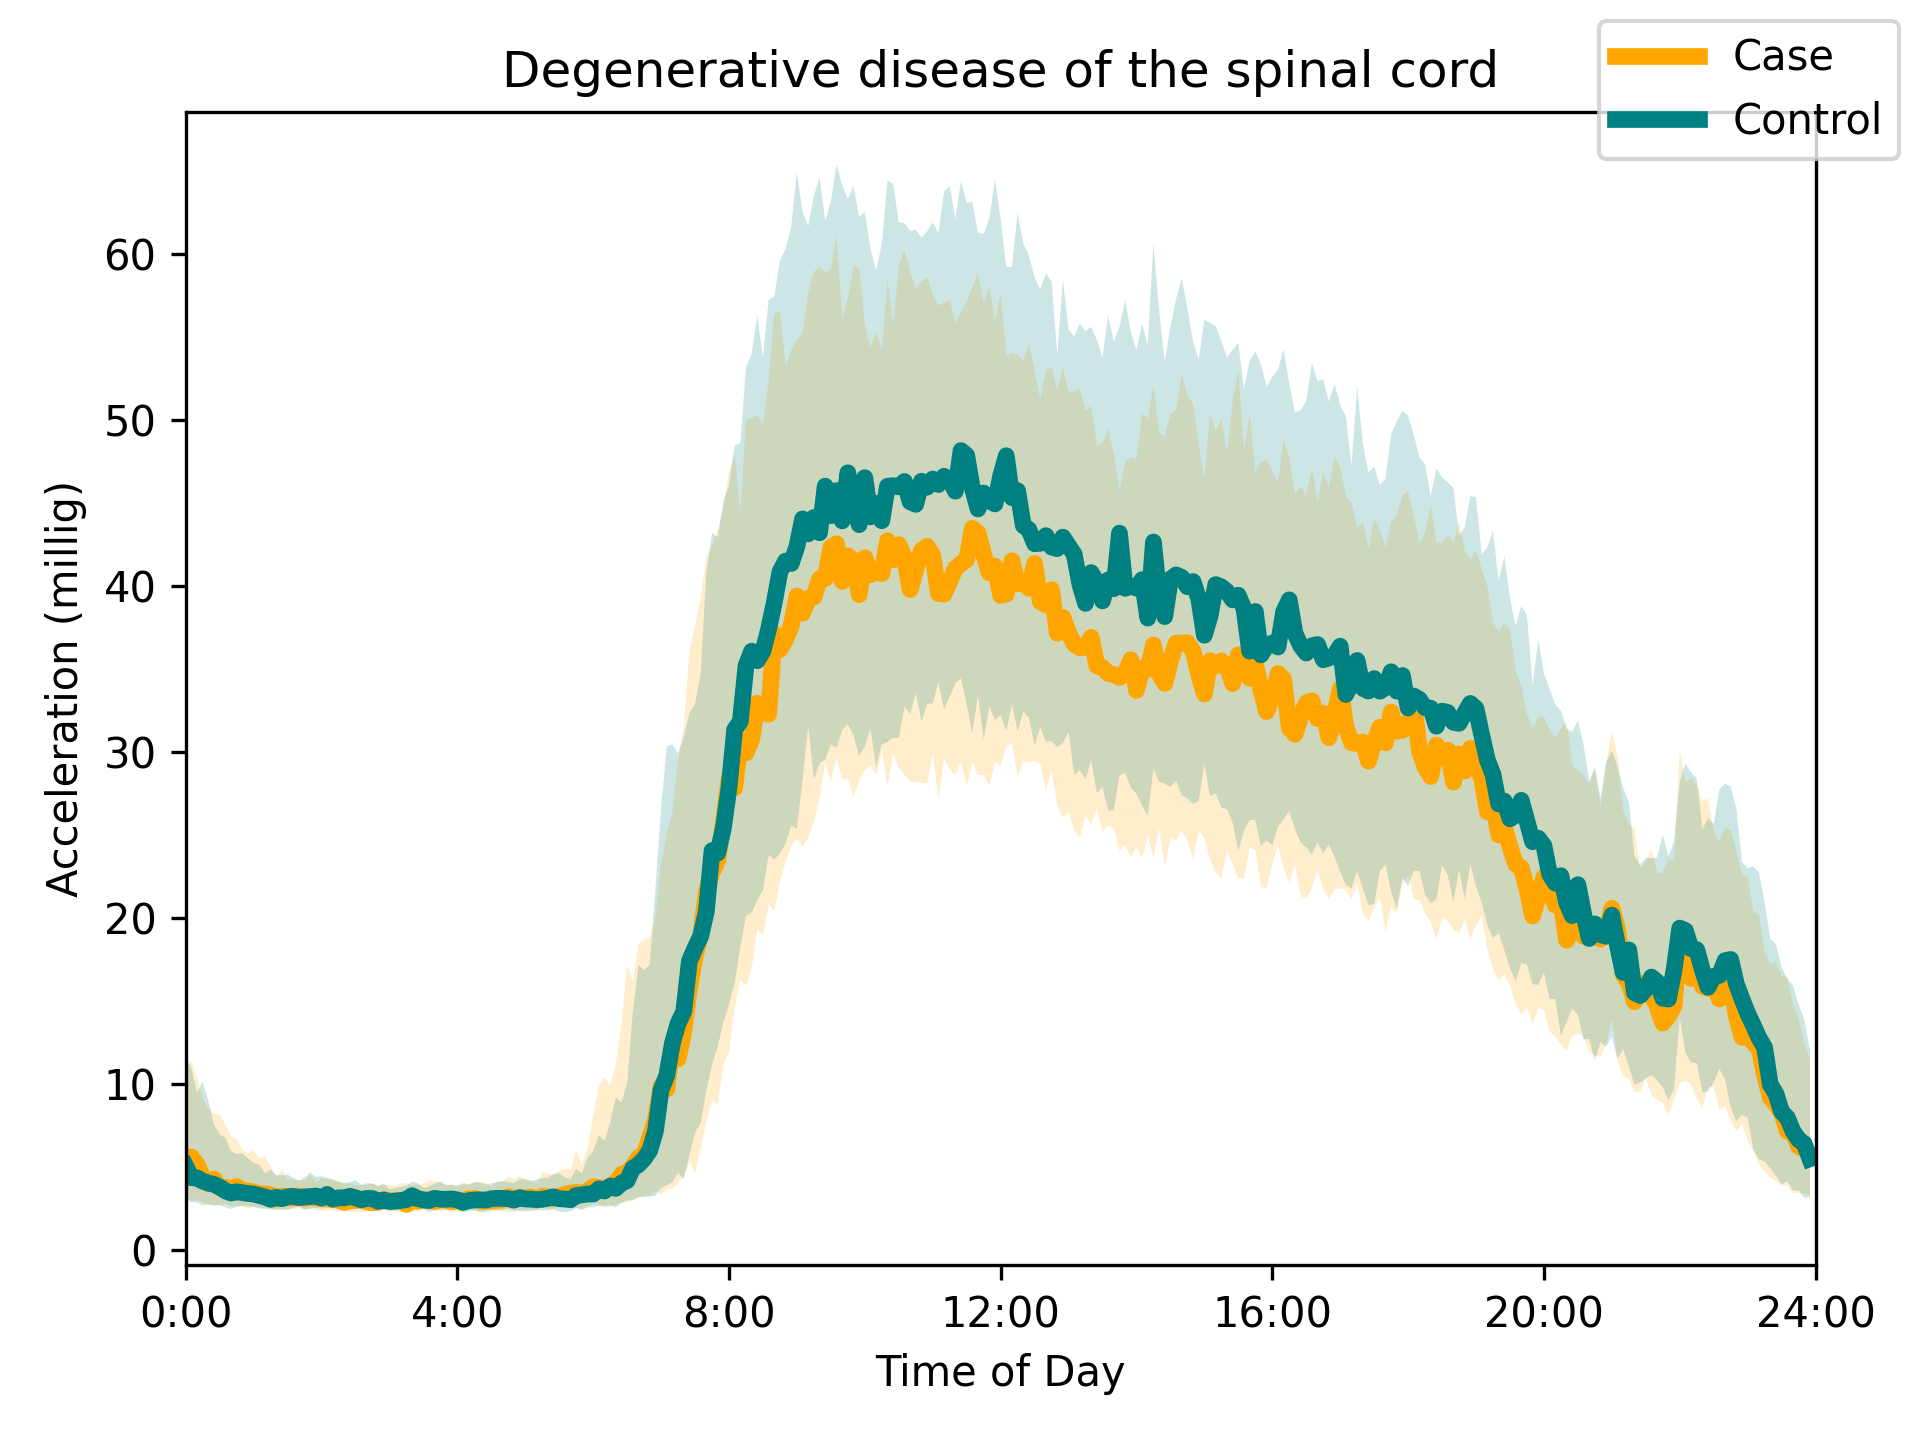 Degenerative disease of the spinal cord
Case
Control
Acceleration (millig)
60
50
40
30
20
10
0
0:00 4:00 8:00 12:00 16:00 20:00 24:00
Time of Day